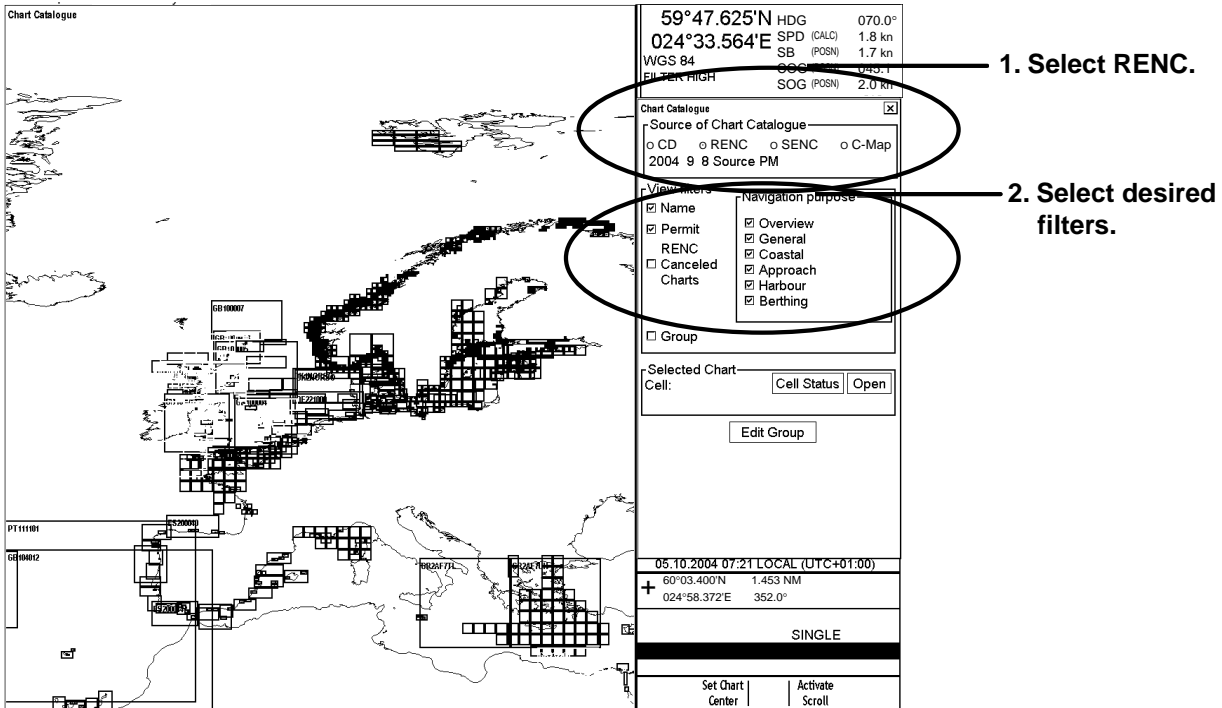 Chart Catalogue
GB100007
PT111101
GB104012
59°47.625'N
024°33.564'E
WGS 84
FILTER HIGH
HDG 070.0°
SPD (CALC) 1.8 kn
SB (POSN) 1.7 kn
SOG (POSN) 2.0 kn
1. Select RENC.
Chart Catalogue
Source of Chart Catalogue
CD RENC SENC C-Map
2004 9 8 Source PM
2. Select desired
filters.
View filters
Name
Permit
RENC
Canceled
Charts
Group
Navigation purpose
Overview
General
Coastal
Approach
Harbour
Berthing
Selected Chart
Cell:
Cell Status Open
Edit Group
05.10.2004 07:21 LOCAL (UTC+01:00)
+ 60°03.400'N 1.453 NM
024°58.372'E 352.0°
SINGLE
Set Chart
Center
Activate
Scroll